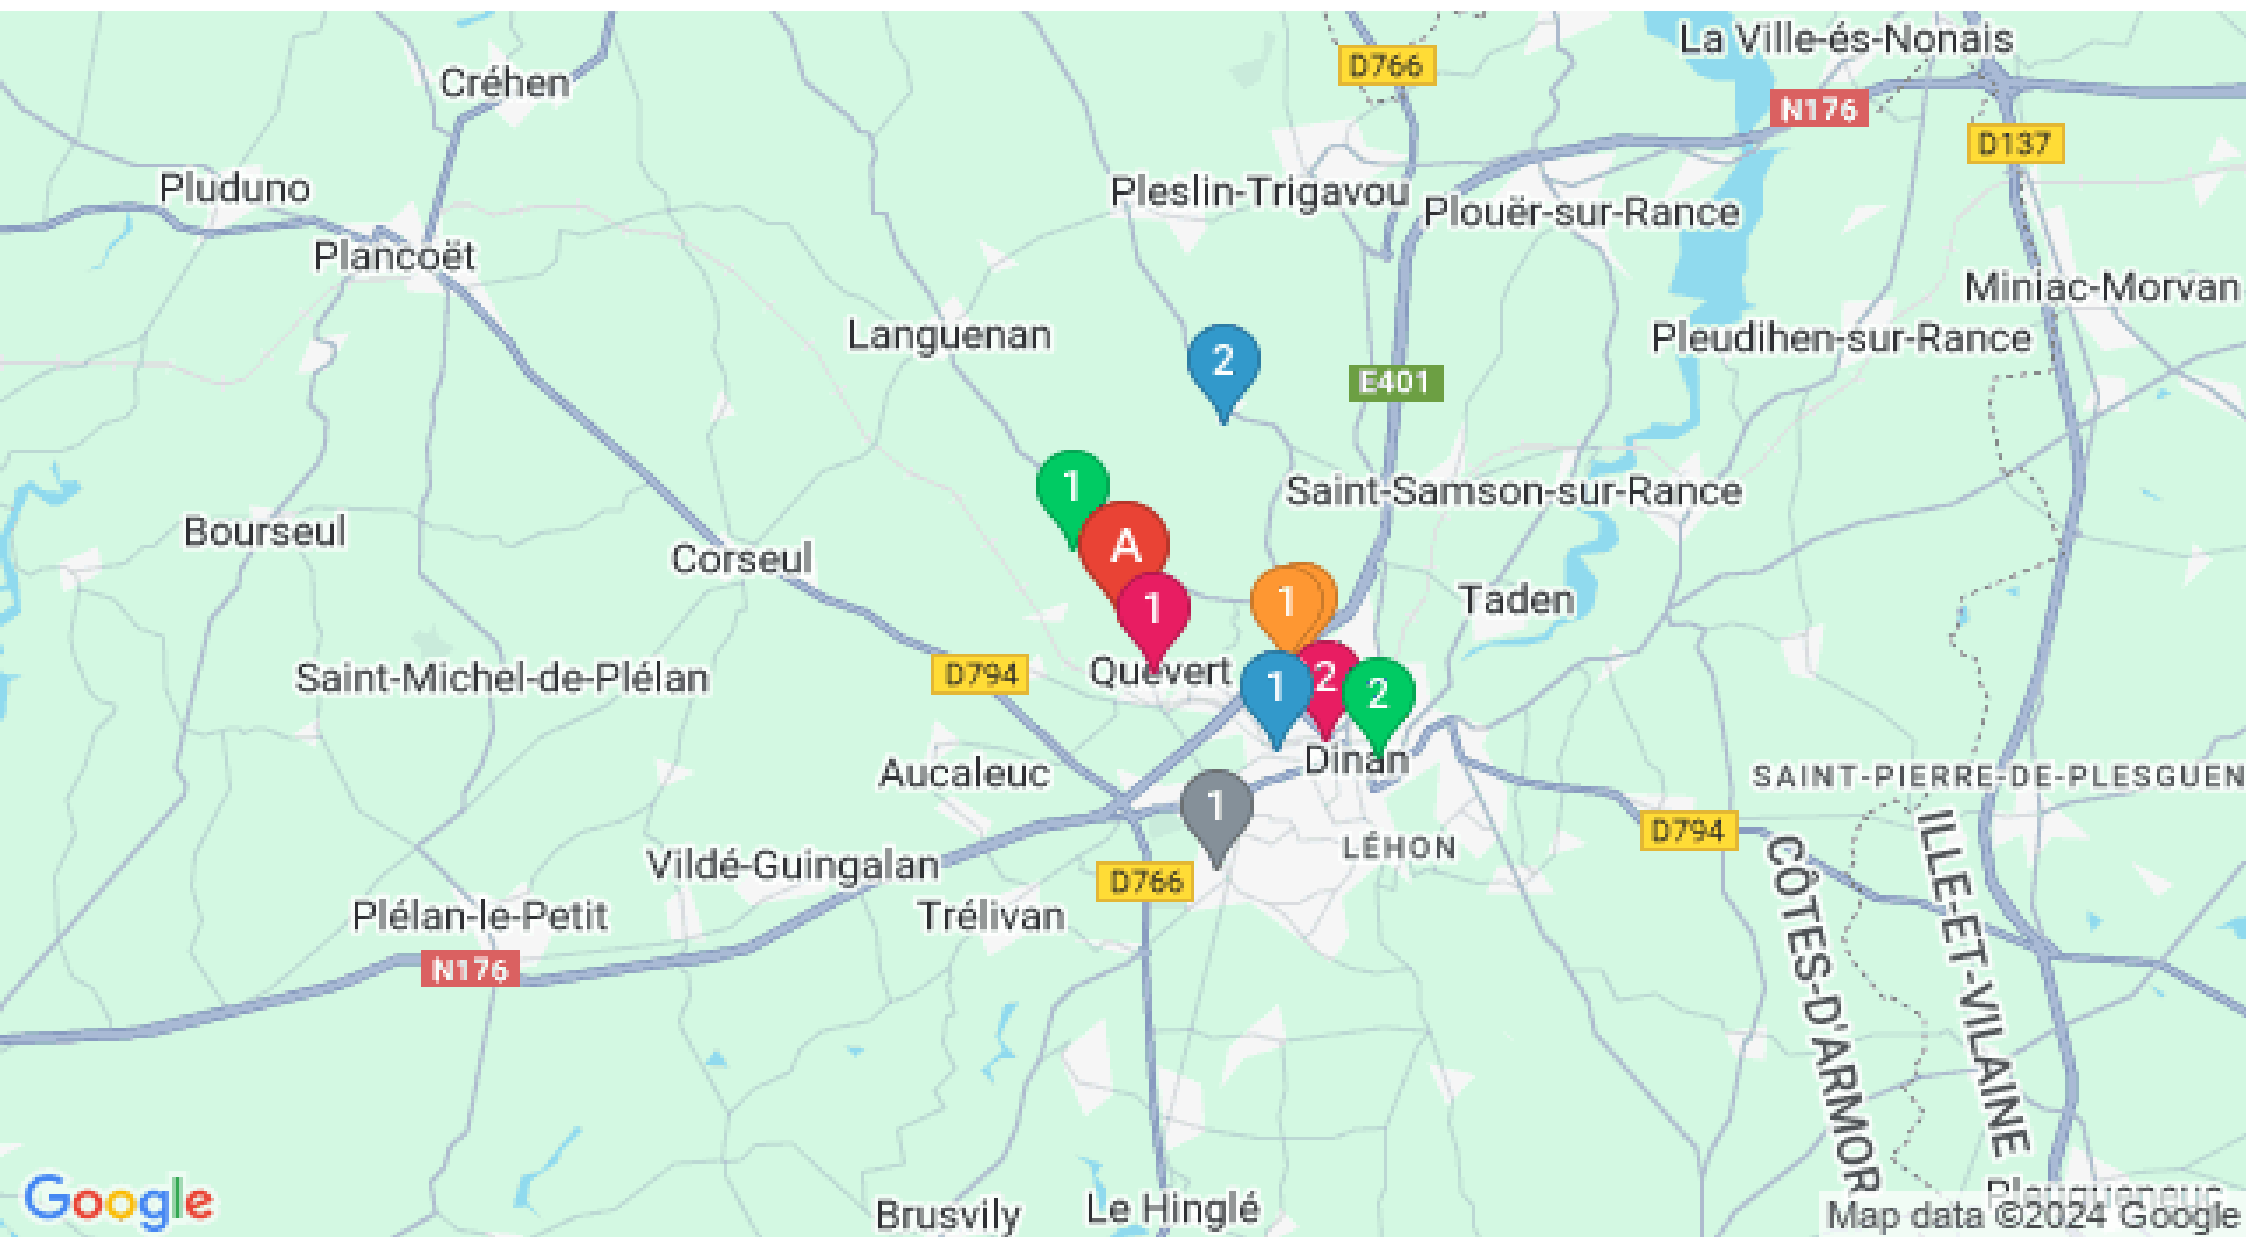 La Ville-és-Nonais
D766
Créhen
N176
D137
Pluduno
Pleslin-Trigavou
Plouër-sur-Rance
Plancoët
Miniac-Morvan
Languenan
Pleudihen-sur-Rance
2
E401
1
Saint-Samson-sur-Rance
Bourseul
A
Corseul
1
1
Taden
Saint-Michel-de-Plélan
D794
Quévert
1
2
2
Dinan
Aucaleuc
SAINT-PIERRE-DE-PLESGUEN
1
D794
LÉHON
Vildé-Guingalan
D766
CÔTES-D'ARMOR
ILLE-ET-VILAINE
Plélan-le-Petit
Trélivan
N176
Google
Brusvily
Le Hinglé
Pleugueneuc
Map data ©2024 Google